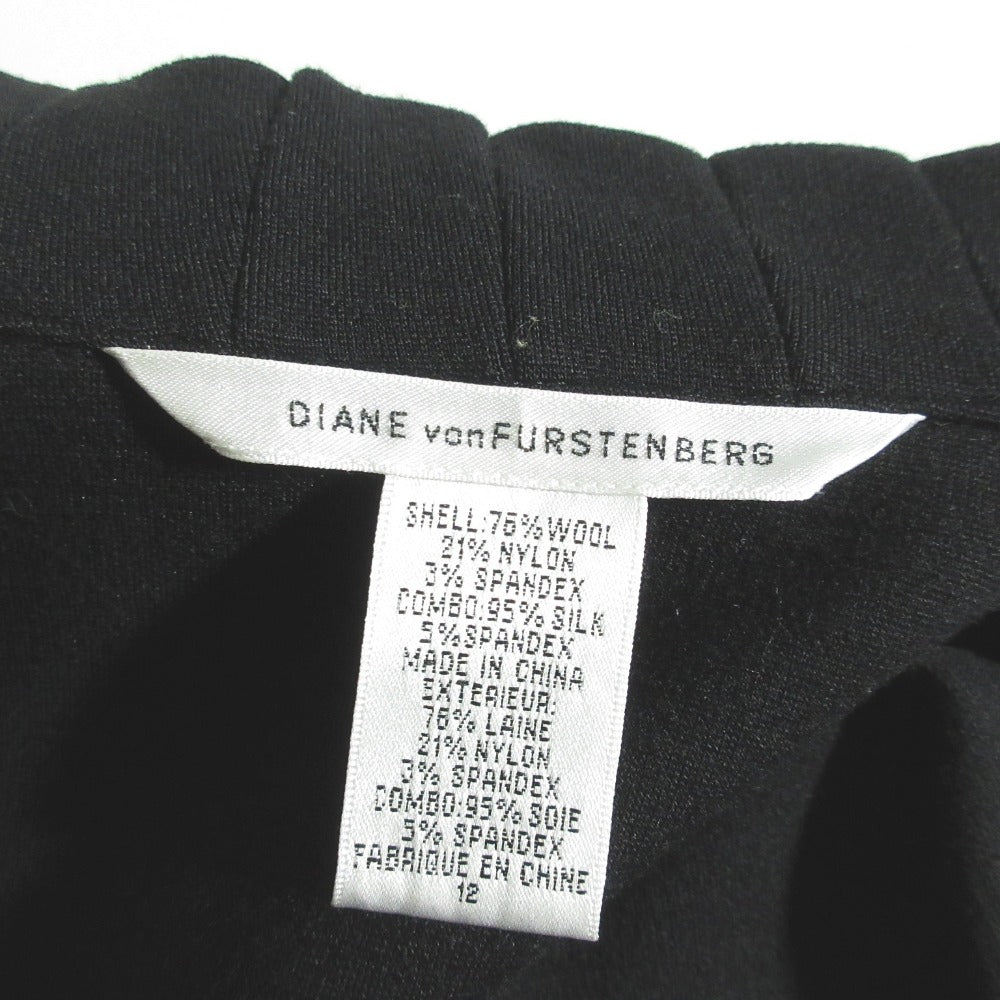 DIANE vonFURSTENBERG
SHELL:76%WOOL
21% NYLON
3% SPANDEX
COMBO:95% SILK
5%SPANDEX
MADE IN CHINA
EXTERIEUR:
76% LAINE
21% NYLON
3% SPANDEX
COMBO:95% SOIE
5% SPANDEX
FABRIQUE EN CHINE
12